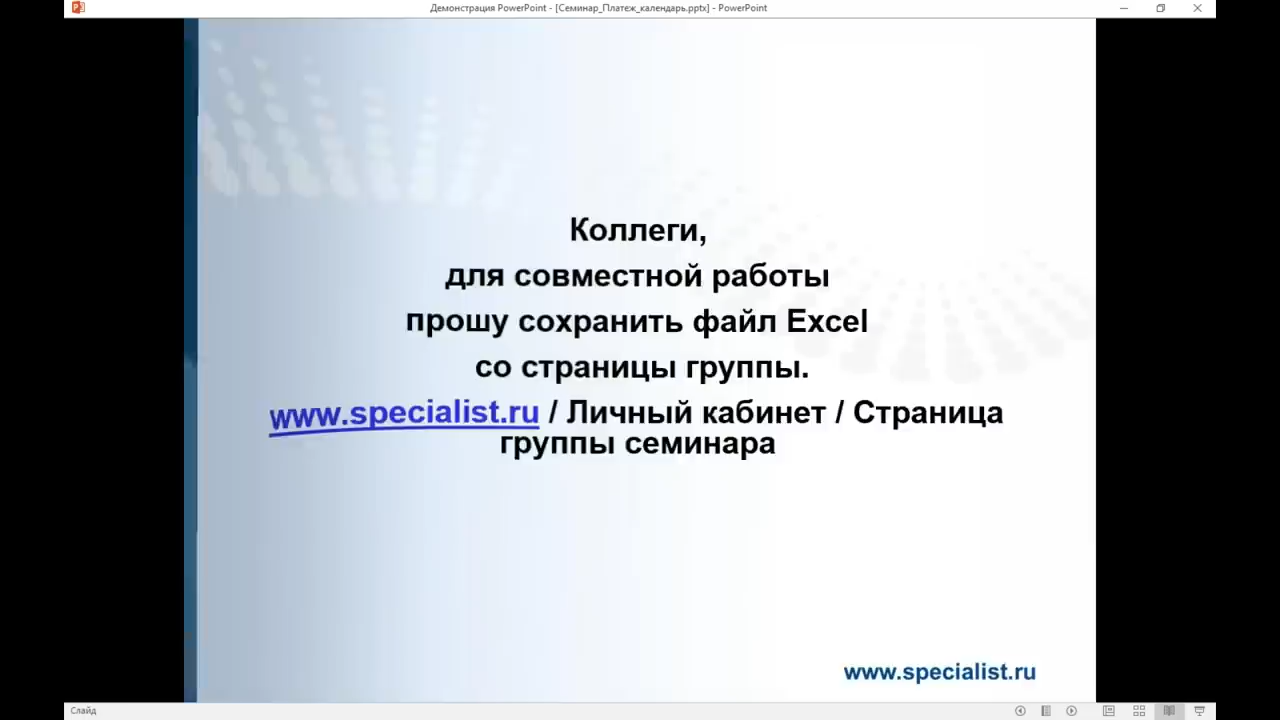 Демонстрация PowerPoint - [Семинар_Платеж_календарь.pptx] - PowerPoint
Коллеги,
для совместной работы
прошу сохранить файл Excel
со страницы группы.
www.specialist.ru / Личный кабинет / Страница
группы семинара
www.specialist.ru
Слайд